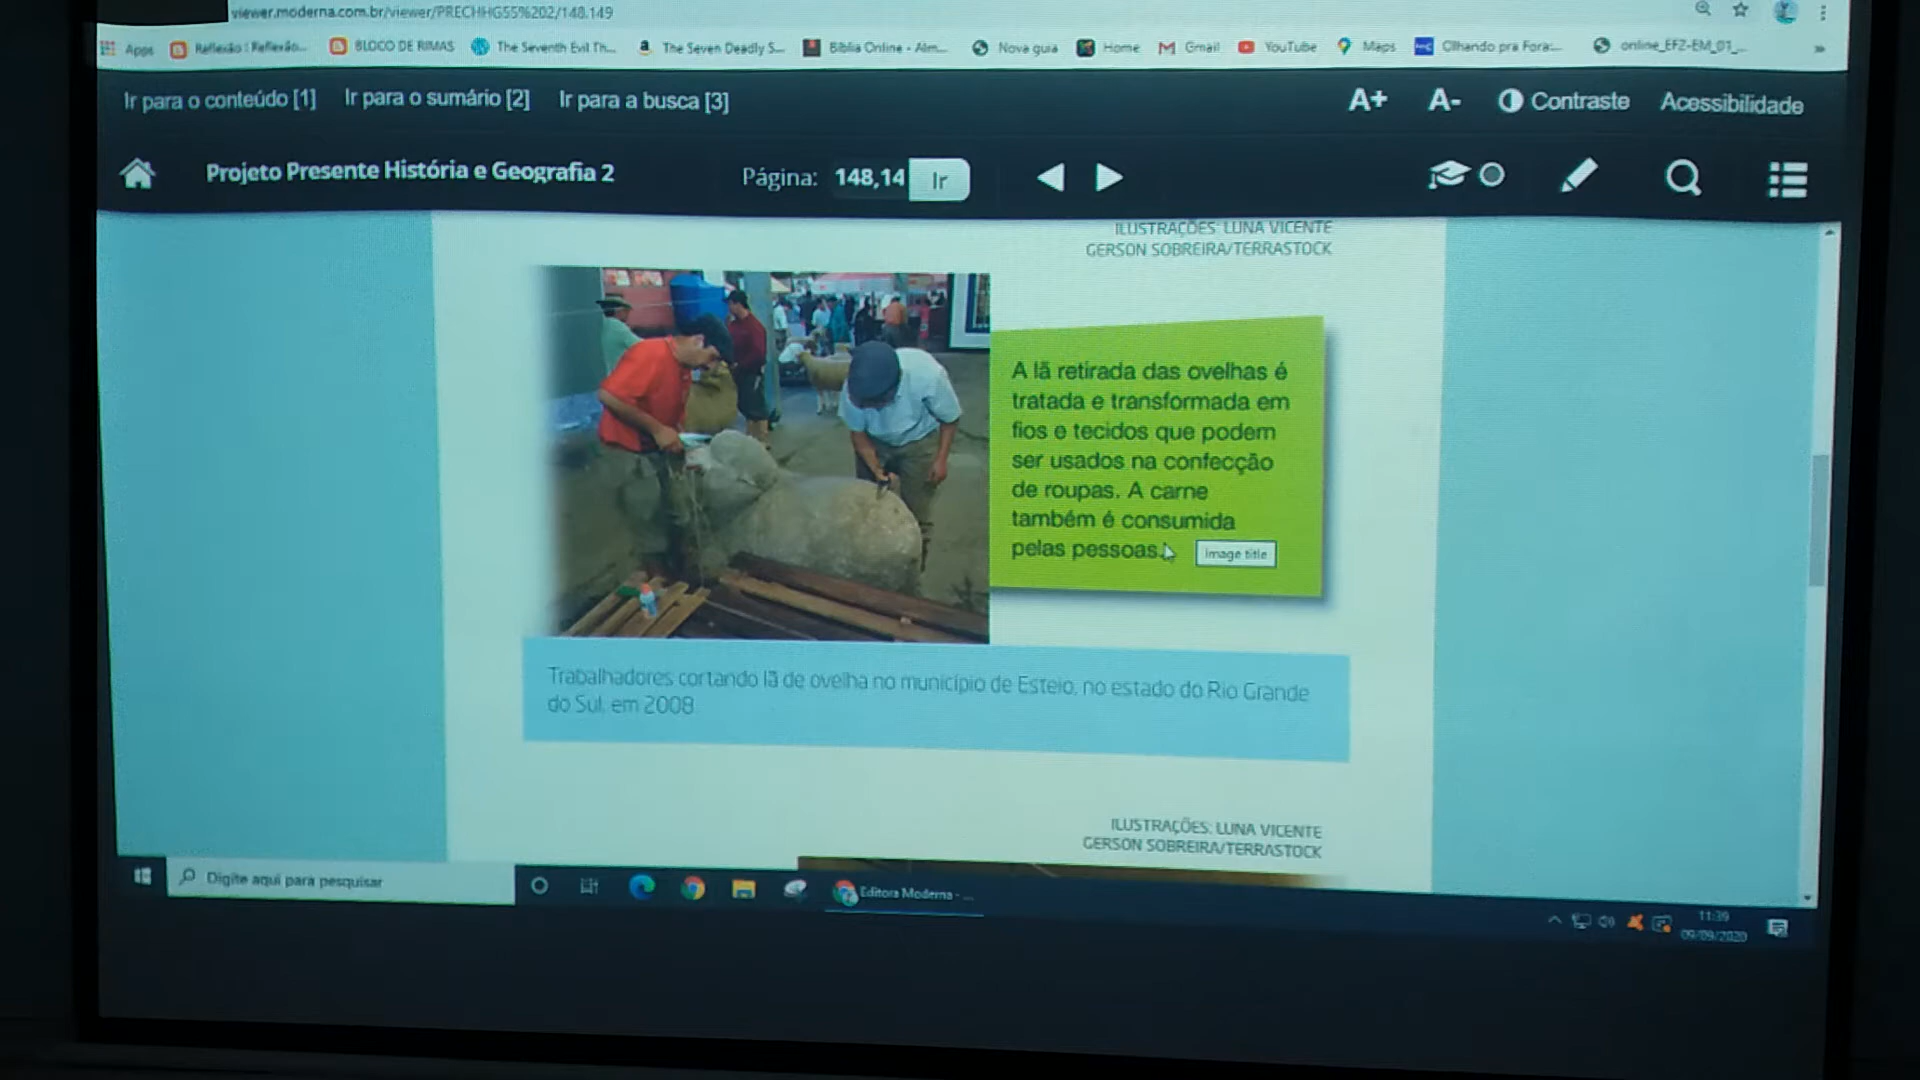 viewer.moderna.com.br/viewer/PRECHHG55%202/148.149
Apps Reflexão : Reflexão... BLOCO DE RIMAS The Seventh Evil Th... The Seven Deadly S... Bíblia Online - Alm... Nova guia Home Gmail YouTube Maps Olhando pra Fora:... online_EFZ-EM_01_...
Ir para o conteúdo [1] Ir para o sumário [2] Ir para a busca [3] A+ A- Contraste Acessibilidade
Projeto Presente História e Geografia 2 Página: 148,14 Ir
ILUSTRAÇÕES: LUNA VICENTE
GERSON SOBREIRA/TERRASTOCK
A lã retirada das ovelhas é
tratada e transformada em
fios e tecidos que podem
ser usados na confecção
de roupas. A carne
também é consumida
pelas pessoas.
Image title
Trabalhadores cortando lã de ovelha no município de Esteio, no estado do Rio Grande
do Sul, em 2008
ILUSTRAÇÕES: LUNA VICENTE
GERSON SOBREIRA/TERRASTOCK
Digite aqui para pesquisar Editora Moderna - ...
11:39
09/09/2020